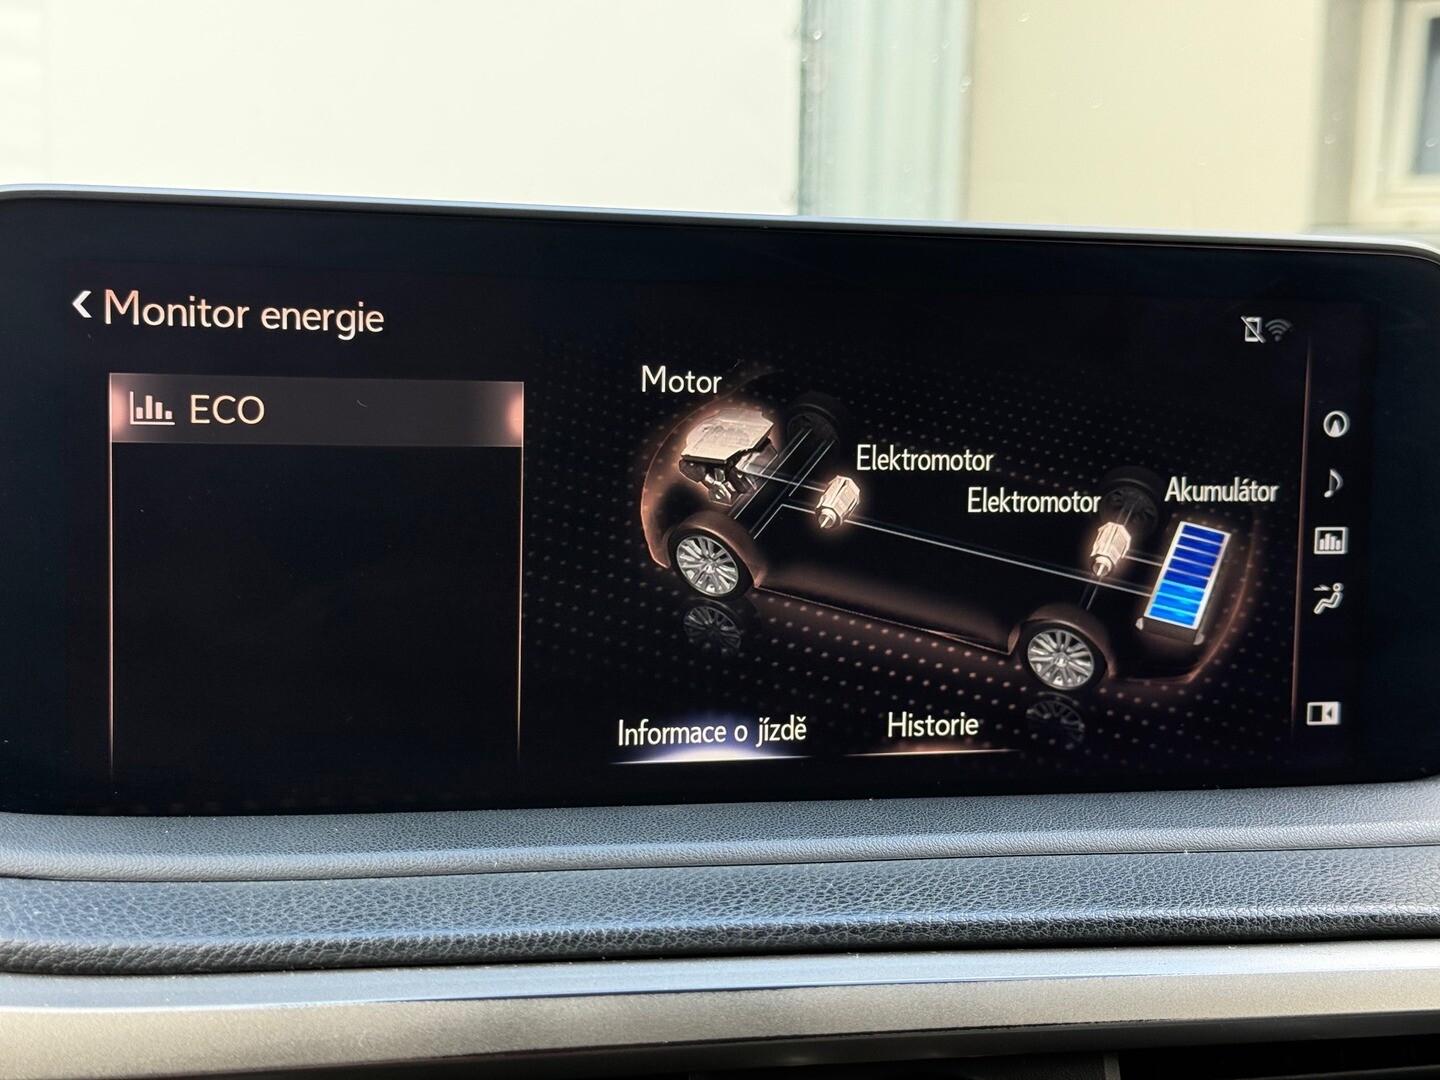 Monitor energie
ECO
Motor
Elektromotor
Elektromotor
Akumulátor
Informace o jízdě
Historie